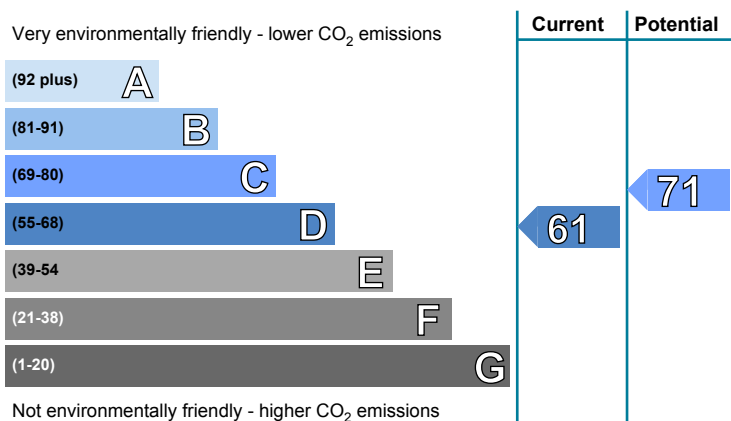 Very environmentally friendly - lower CO2 emissions
Current
Potential
(92 plus) A
(81-91) B
(69-80) C
(55-68) D
(39-54 E
(21-38) F
(1-20) G
61
71
Not environmentally friendly - higher CO2 emissions